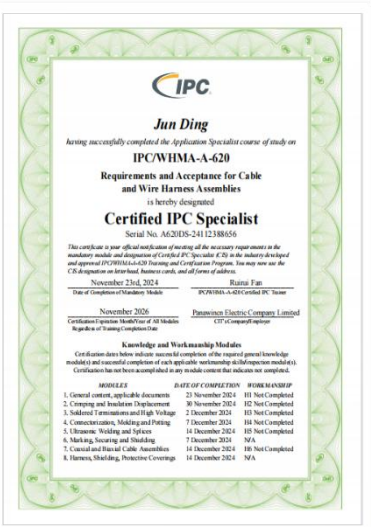 IPC
Jun Ding
having successfully completed the Application Specialist course of study on
IPC/WHMA-A-620
Requirements and Acceptance for Cable
and Wire Harness Assemblies
is hereby designated
Certified IPC Specialist
Serial No. A620DS-24112388656
This certificate is your official notification of meeting all the necessary requirements in the
mandatory module and designation of Certified IPC Specialist (CIS) in the industry developed
and approved IPC/WHMA-A-620 Training and Certification Program. You may now use the
CIS designation on letterhead, business cards, and all forms of address.
November 23rd, 2024 Ruirui Fan
Date of Completion of Mandatory Module IPC/WHMA-A-620 Certified IPC Trainer
November 2026 Panawinn Electric Company Limited
Certification Expiration Month/Year of All Modules CIT's Company/Employer
Regardless of Training Completion Date
Knowledge and Workmanship Modules
Certification dates below indicate successful completion of the required general knowledge
module(s) and successful completion of each applicable workmanship skills/inspection module(s).
Certification has not been accomplished in any module content that indicates not completed.
MODULES DATE OF COMPLETION WORKMANSHIP
1. General content, applicable documents 23 November 2024 H1 Not Completed
2. Crimping and Insulation Displacement 30 November 2024 H2 Not Completed
3. Soldered Terminations and High Voltage 2 December 2024 H3 Not Completed
4. Connectorization, Molding and Potting 7 December 2024 H4 Not Completed
5. Ultrasonic Welding and Splices 14 December 2024 H5 Not Completed
6. Marking, Securing and Shielding 7 December 2024 N/A
7. Coaxial and Biaxial Cable Assemblies 14 December 2024 H6 Not Completed
8. Harness, Shielding, Protective Coverings 14 December 2024 N/A